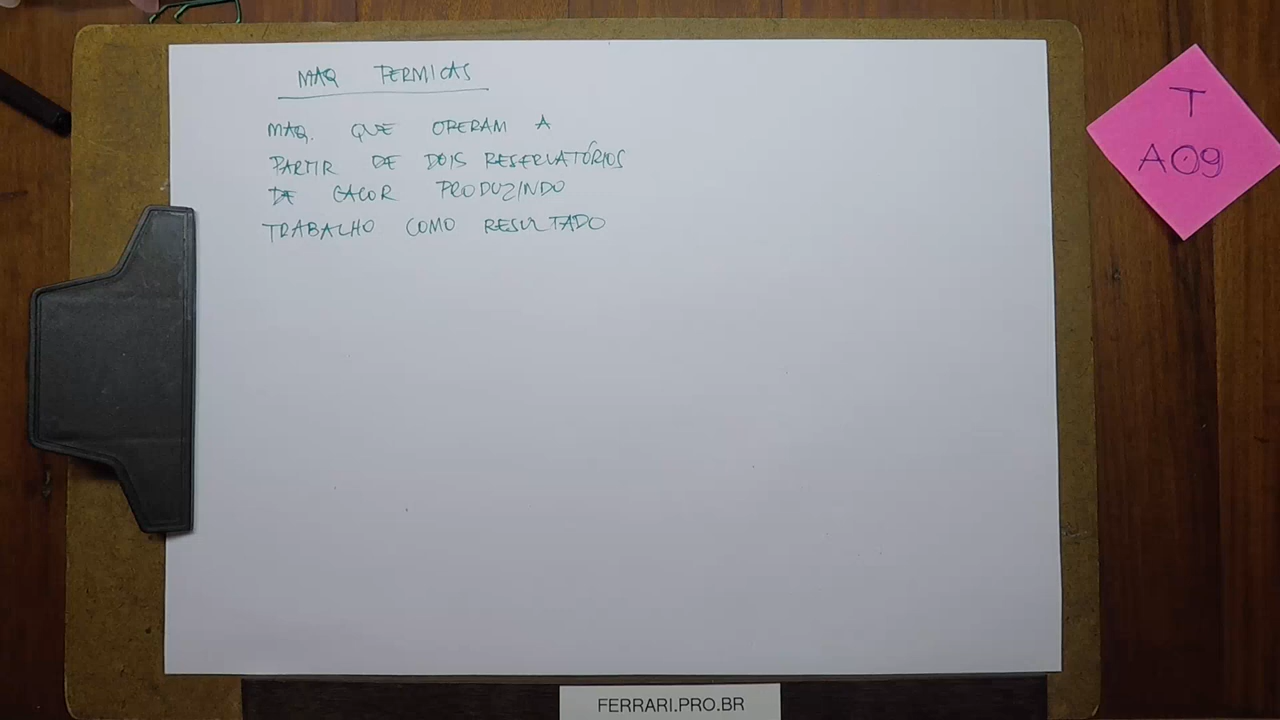 MAQ TERMICAS
MAQ. QUE OPERAM A
PARTIR DE DOIS RESERVATÓRIOS
DE CALOR PRODUZINDO
TRABALHO COMO RESULTADO
T
A09
FERRARI.PRO.BR